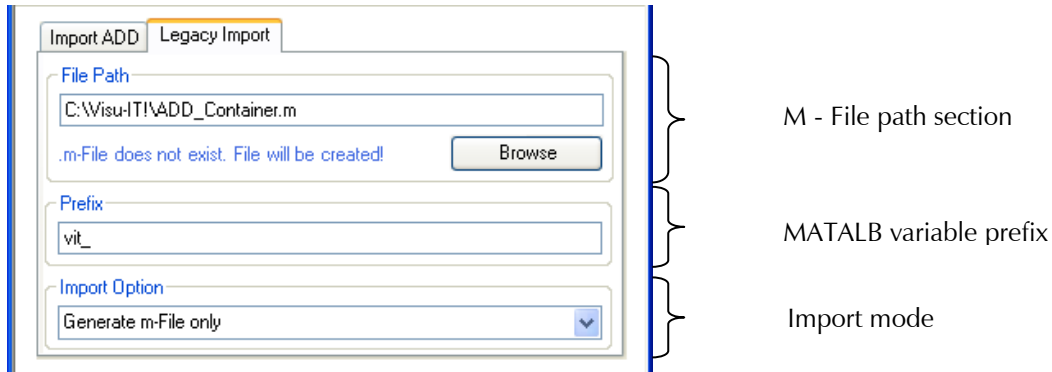 Import ADD Legacy Import
File Path
C:\Visu-IT!\ADD_Container.m
.m-File does not exist. File will be created!
Browse
M - File path section
Prefix
vit_
MATALB variable prefix
Import Option
Generate m-File only
Import mode